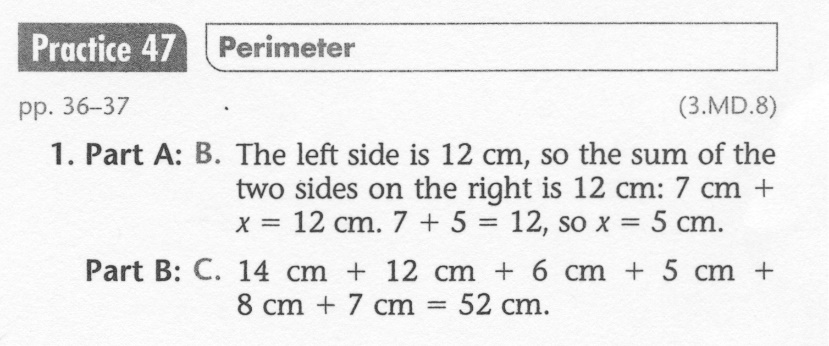 Practice 47 Perimeter
pp. 36–37 (3.MD.8)
1. Part A: B. The left side is 12 cm, so the sum of the
two sides on the right is 12 cm: 7 cm +
x = 12 cm. 7 + 5 = 12, so x = 5 cm.
Part B: C. 14 cm + 12 cm + 6 cm + 5 cm +
8 cm + 7 cm = 52 cm.